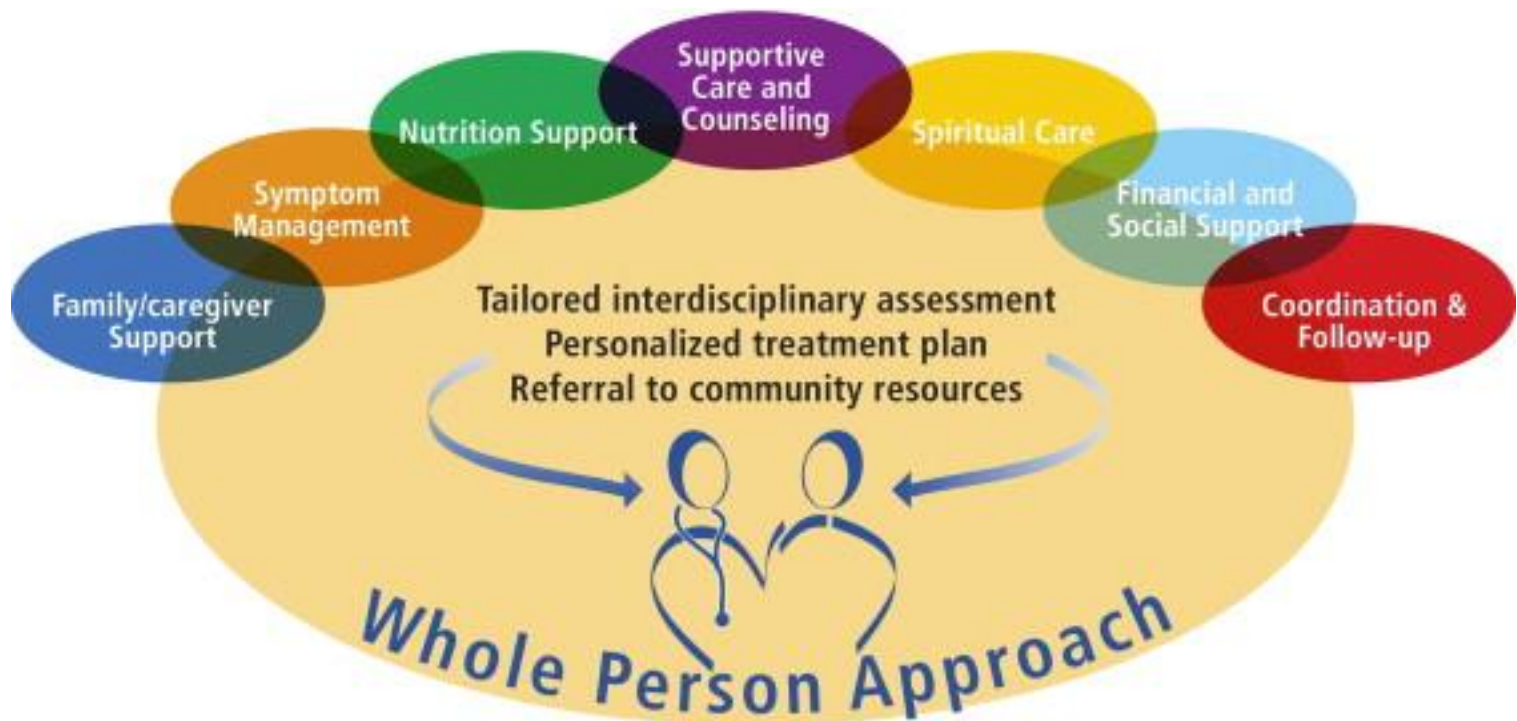 Supportive
Care and
Counseling
Nutrition Support
Spiritual Care
Symptom
Management
Financial and
Social Support
Family/caregiver
Support
Coordination &
Follow-up
Tailored interdisciplinary assessment
Personalized treatment plan
Referral to community resources
Whole Person Approach